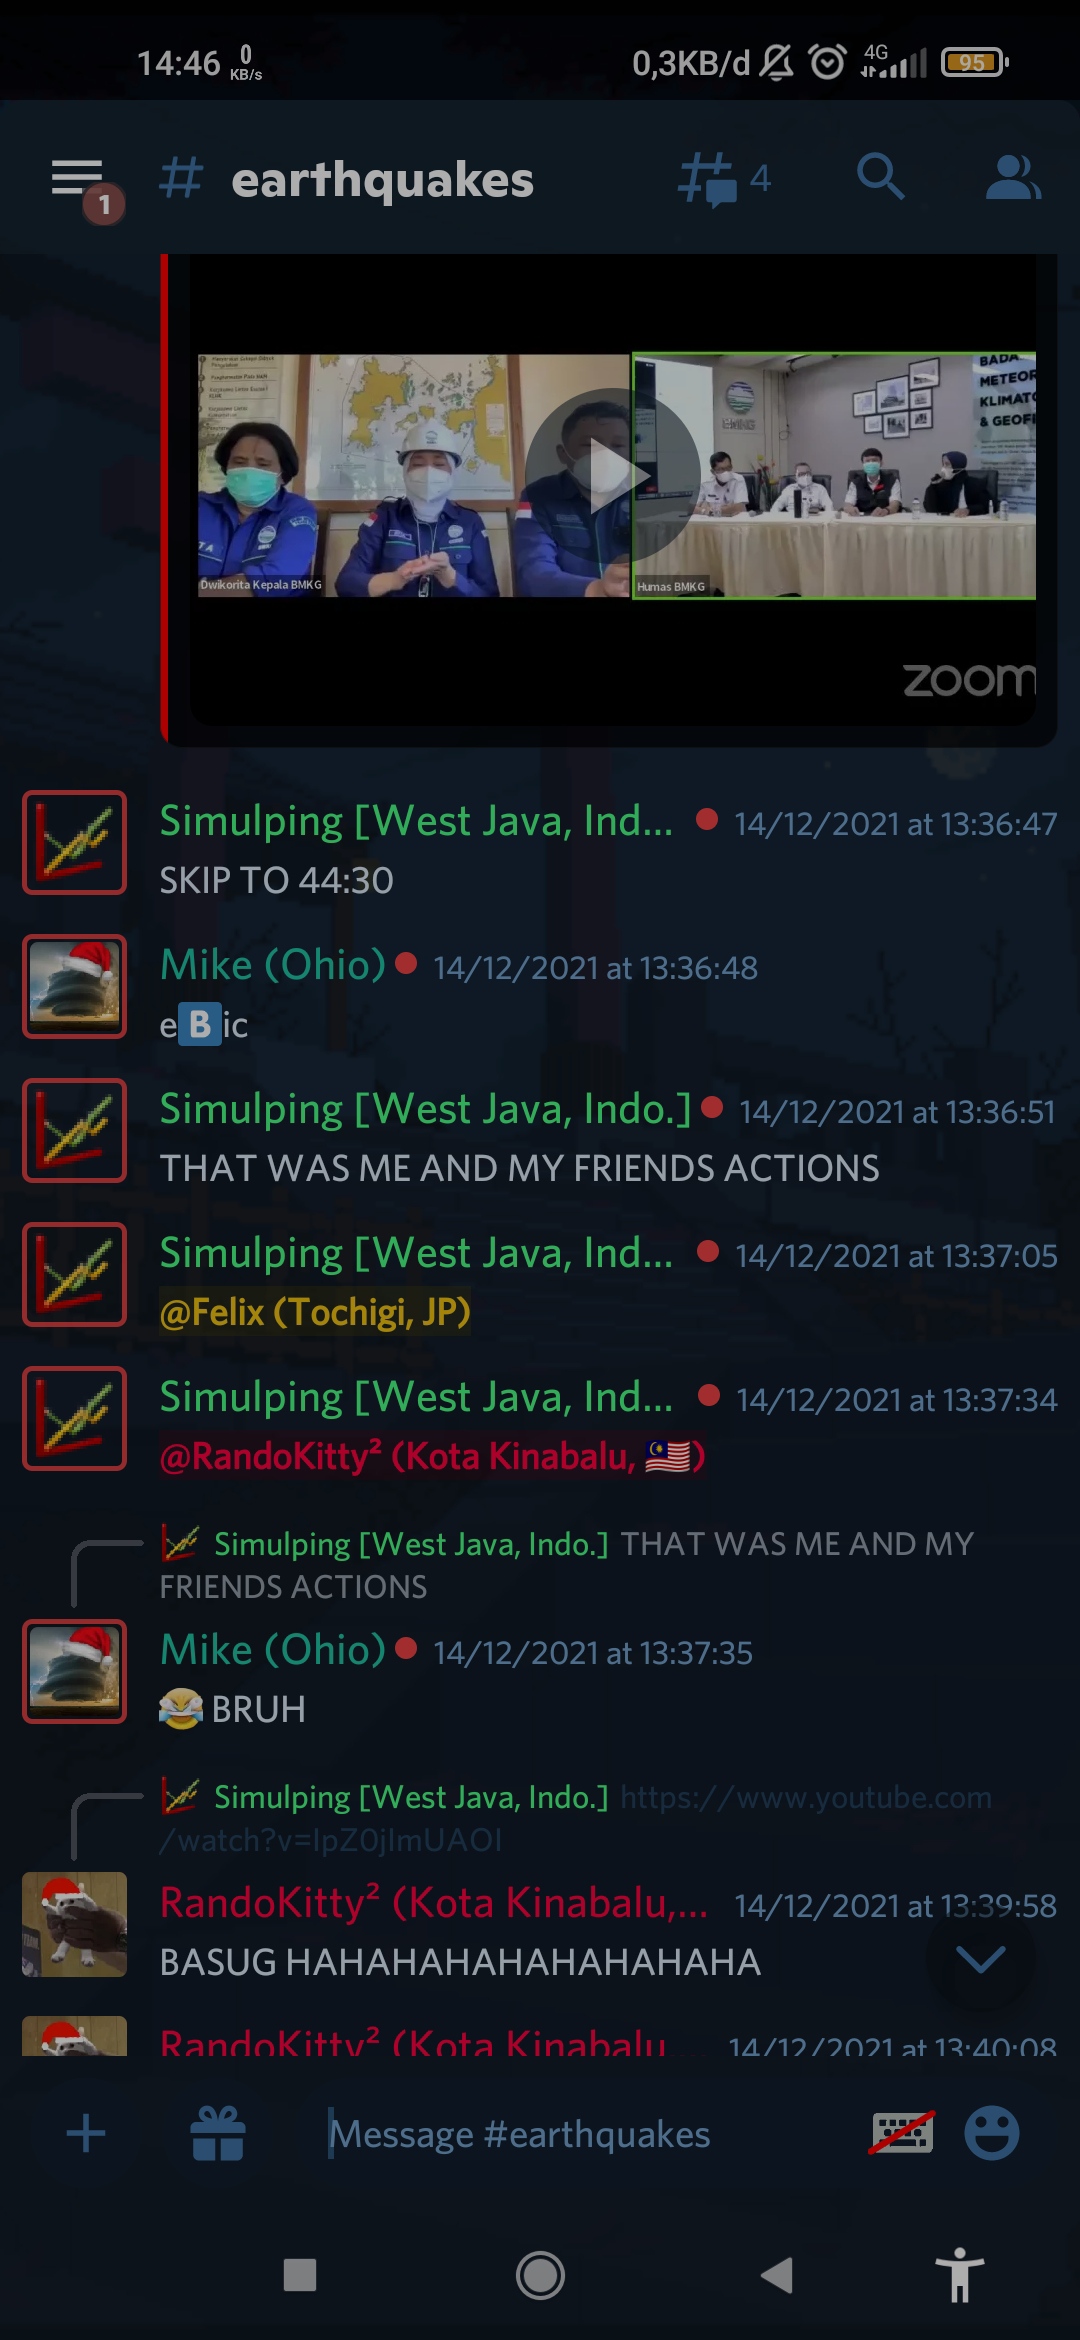 14:46 0 KB/s 0,3KB/d 4G 95
1 # earthquakes 4
BADA
METEOR
KLIMATO
& GEOFI
Dwikorita Kepala BMKG
Humas BMKG
zoom
Simulping [West Java, Ind... 14/12/2021 at 13:36:47
SKIP TO 44:30
Mike (Ohio) 14/12/2021 at 13:36:48
e🅱️ic
Simulping [West Java, Indo.] 14/12/2021 at 13:36:51
THAT WAS ME AND MY FRIENDS ACTIONS
Simulping [West Java, Ind... 14/12/2021 at 13:37:05
@Felix (Tochigi, JP)
Simulping [West Java, Ind... 14/12/2021 at 13:37:34
@RandoKitty² (Kota Kinabalu, 🇲🇾)
Simulping [West Java, Indo.] THAT WAS ME AND MY
FRIENDS ACTIONS
Mike (Ohio) 14/12/2021 at 13:37:35
😹 BRUH
Simulping [West Java, Indo.] https://www.youtube.com
/watch?v=IpZ0jlmUAOI
RandoKitty² (Kota Kinabalu,... 14/12/2021 at 13:39:58
BASUG HAHAHAHAHAHAHAHAHA
RandoKitty² (Kota Kinabalu,... 14/12/2021 at 13:40:08
Message #earthquakes